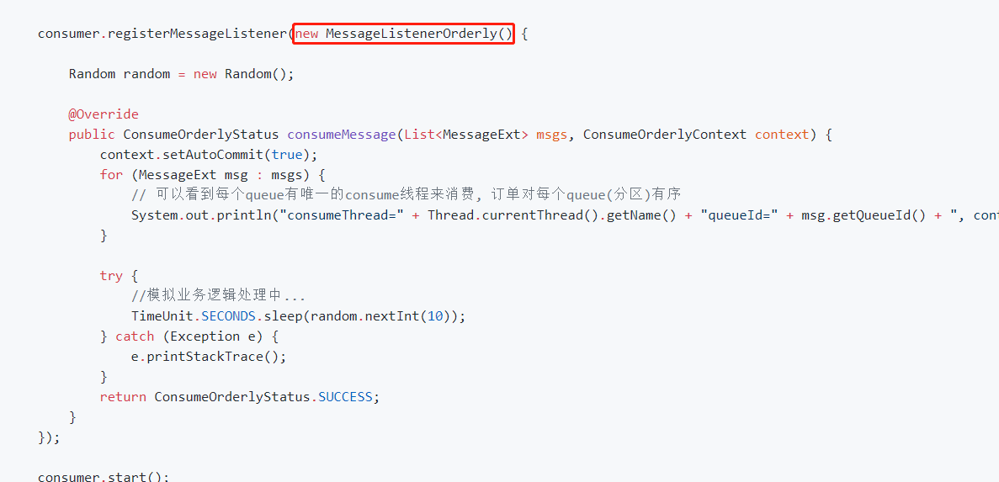 consumer.registerMessageListener(new MessageListenerOrderly() {
Random random = new Random();
@Override
public ConsumeOrderlyStatus consumeMessage(List<MessageExt> msgs, ConsumeOrderlyContext context) {
context.setAutoCommit(true);
for (MessageExt msg : msgs) {
// 可以看到每个queue有唯一的consume线程来消费, 订单对每个queue(分区)有序
System.out.println("consumeThread=" + Thread.currentThread().getName() + "queueId=" + msg.getQueueId() + ", con
}
try {
//模拟业务逻辑处理中...
TimeUnit.SECONDS.sleep(random.nextInt(10));
} catch (Exception e) {
e.printStackTrace();
}
return ConsumeOrderlyStatus.SUCCESS;
}
});
consumer.start();